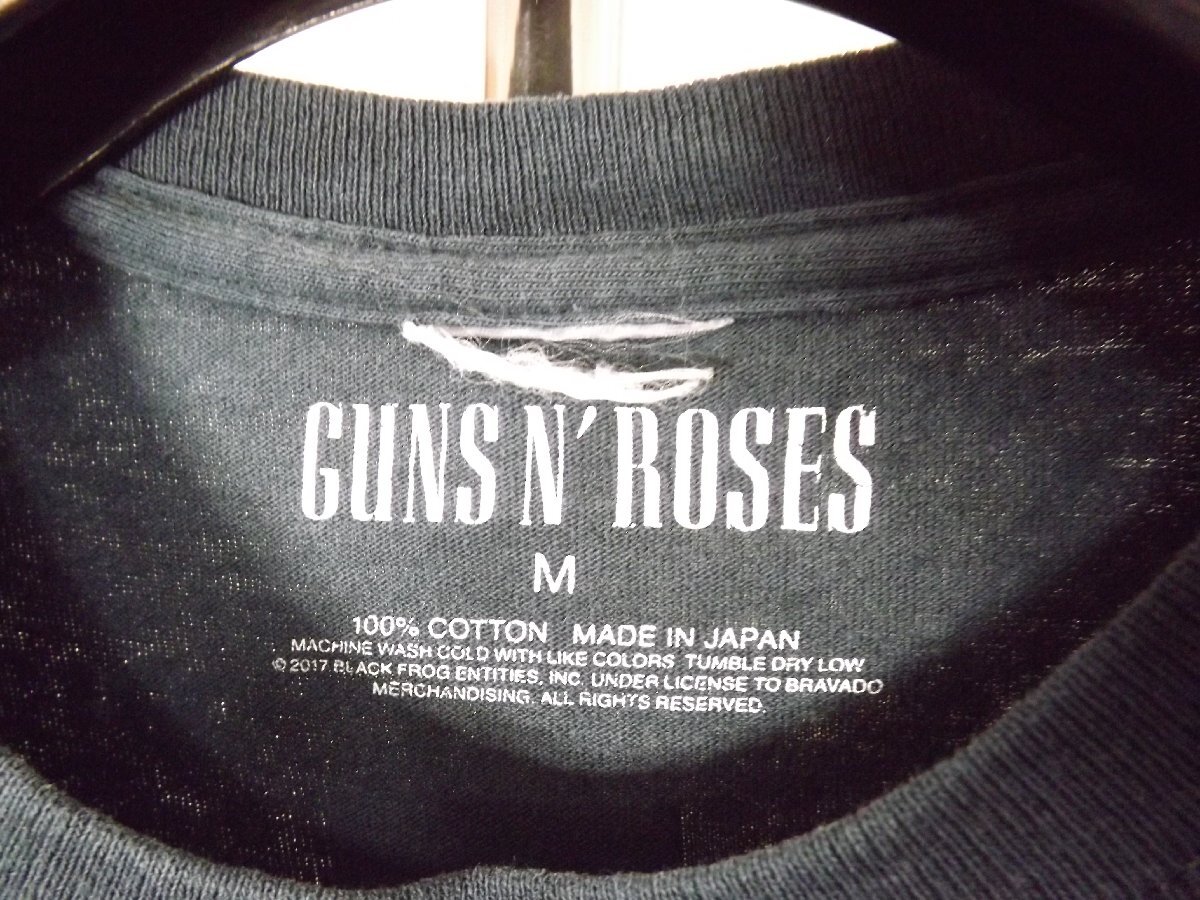 GUNS N' ROSES
M
100% COTTON MADE IN JAPAN
MACHINE WASH COLD WITH LIKE COLORS TUMBLE DRY LOW
© 2017 BLACK FROG ENTITIES, INC. UNDER LICENSE TO BRAVADO
MERCHANDISING. ALL RIGHTS RESERVED.